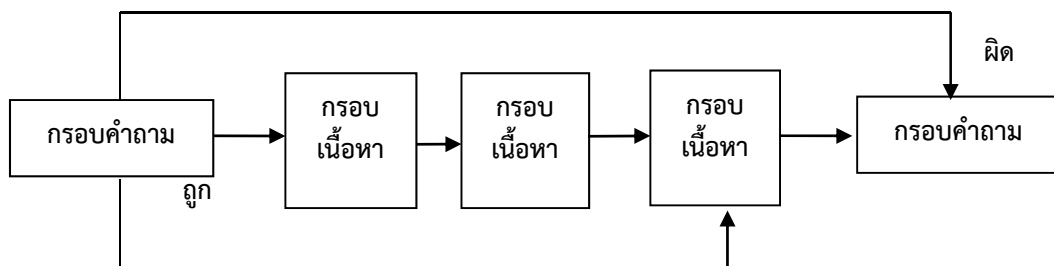 ผิด
กรอบคำถาม
ถูก
กรอบ
เนื้อหา
กรอบ
เนื้อหา
กรอบ
เนื้อหา
กรอบคำถาม